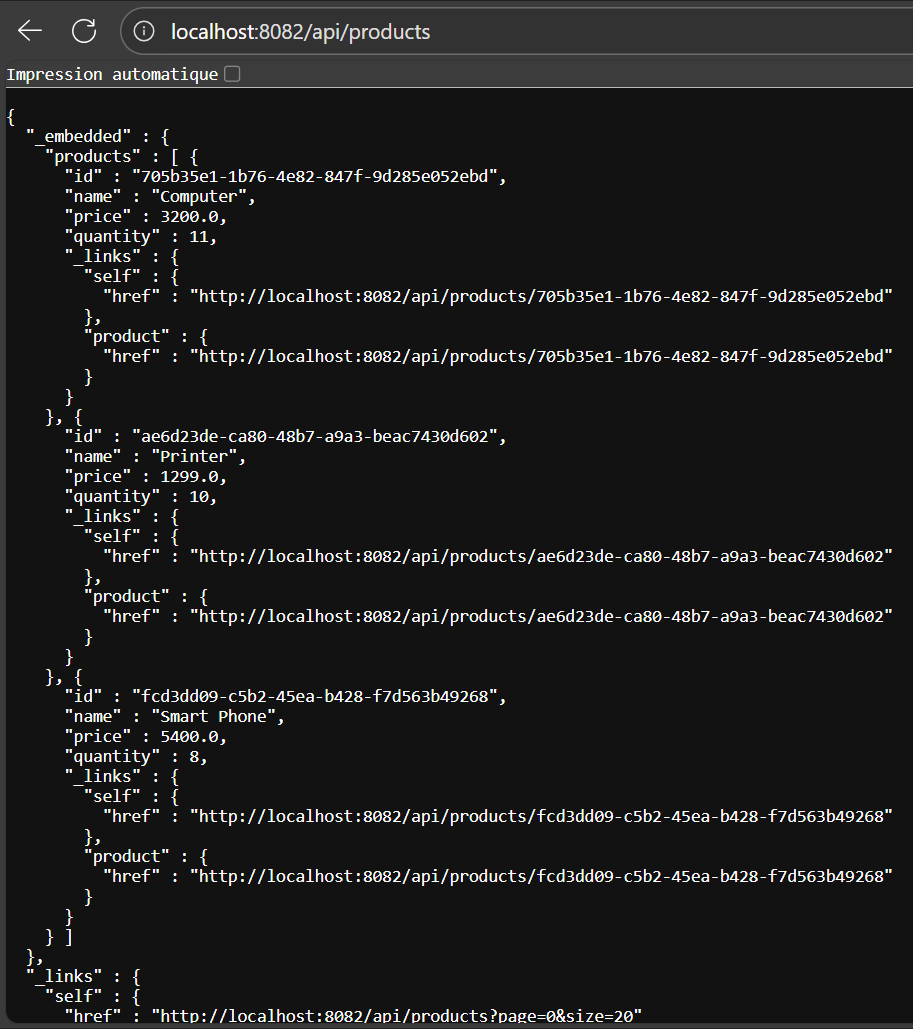 localhost:8082/api/products
Impression automatique
{
  "_embedded" : {
    "products" : [ {
      "id" : "705b35e1-1b76-4e82-847f-9d285e052ebd",
      "name" : "Computer",
      "price" : 3200.0,
      "quantity" : 11,
      "_links" : {
        "self" : {
          "href" : "http://localhost:8082/api/products/705b35e1-1b76-4e82-847f-9d285e052ebd"
        },
        "product" : {
          "href" : "http://localhost:8082/api/products/705b35e1-1b76-4e82-847f-9d285e052ebd"
        }
      }
    }, {
      "id" : "ae6d23de-ca80-48b7-a9a3-beac7430d602",
      "name" : "Printer",
      "price" : 1299.0,
      "quantity" : 10,
      "_links" : {
        "self" : {
          "href" : "http://localhost:8082/api/products/ae6d23de-ca80-48b7-a9a3-beac7430d602"
        },
        "product" : {
          "href" : "http://localhost:8082/api/products/ae6d23de-ca80-48b7-a9a3-beac7430d602"
        }
      }
    }, {
      "id" : "fcd3dd09-c5b2-45ea-b428-f7d563b49268",
      "name" : "Smart Phone",
      "price" : 5400.0,
      "quantity" : 8,
      "_links" : {
        "self" : {
          "href" : "http://localhost:8082/api/products/fcd3dd09-c5b2-45ea-b428-f7d563b49268"
        },
        "product" : {
          "href" : "http://localhost:8082/api/products/fcd3dd09-c5b2-45ea-b428-f7d563b49268"
        }
      }
    } ]
  },
  "_links" : {
    "self" : {
      "href" : "http://localhost:8082/api/products?page=0&size=20"